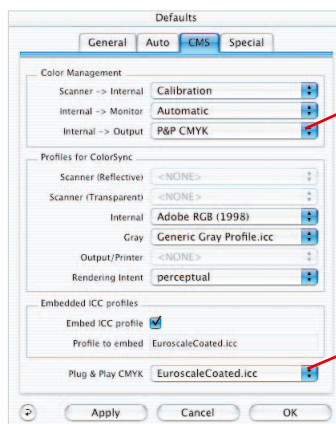 Defaults
General Auto CMS Special
Color Management
Scanner -> Internal Calibration
Internal -> Monitor Automatic
Internal -> Output P&P CMYK
Profiles for ColorSync
Scanner (Reflective) <NONE>
Scanner (Transparent) <NONE>
Internal Adobe RGB (1998)
Gray Generic Gray Profile.icc
Output/Printer <NONE>
Rendering Intent perceptual
Embedded ICC profiles
Embed ICC profile
Profile to embed EuroscaleCoated.icc
Plug & Play CMYK EuroscaleCoated.icc
? Apply Cancel OK